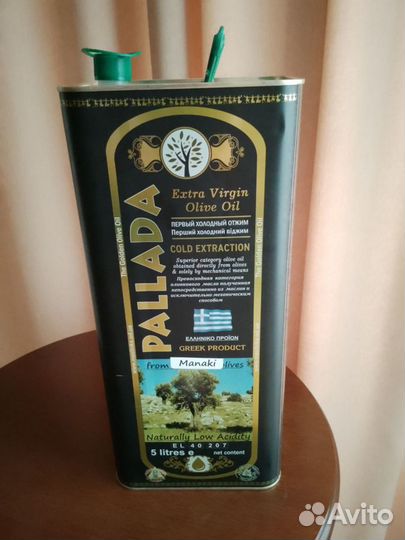 PALLADA
The Golden Olive Oil
Extra Virgin
Olive Oil
ПЕРВЫЙ ХОЛОДНЫЙ ОТЖИМ
Перший холодний віджим
COLD EXTRACTION
Superior category olive oil
obtained directly from olives
& solely by mechanical means
Превосходная категория
оливкового масла полученная
непосредственно из маслин и
исключительно механическим
способом
ΕΛΛΗΝΙΚΟ ΠΡΟΪΟΝ
GREEK PRODUCT
from Manaki olives
Naturally Low Acidity
EL 40 207
5 litres e net content
The Golden Olive Oil
Avito